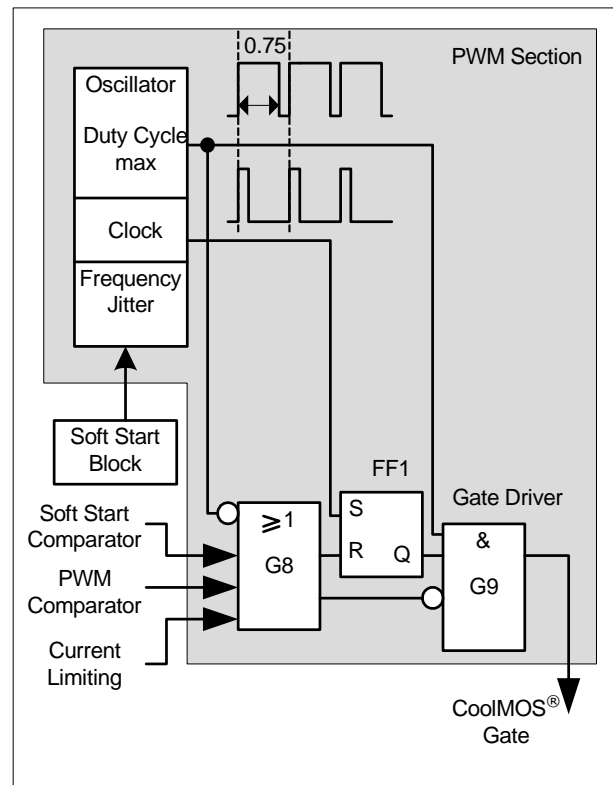 0.75
PWM Section
Oscillator
Duty Cycle
max
Clock
Frequency
Jitter
Soft Start
Block
FF1
Gate Driver
Soft Start
Comparator
PWM
Comparator
Current
Limiting
⩾1
G8
S
R
Q
&
G9
CoolMOS®
Gate